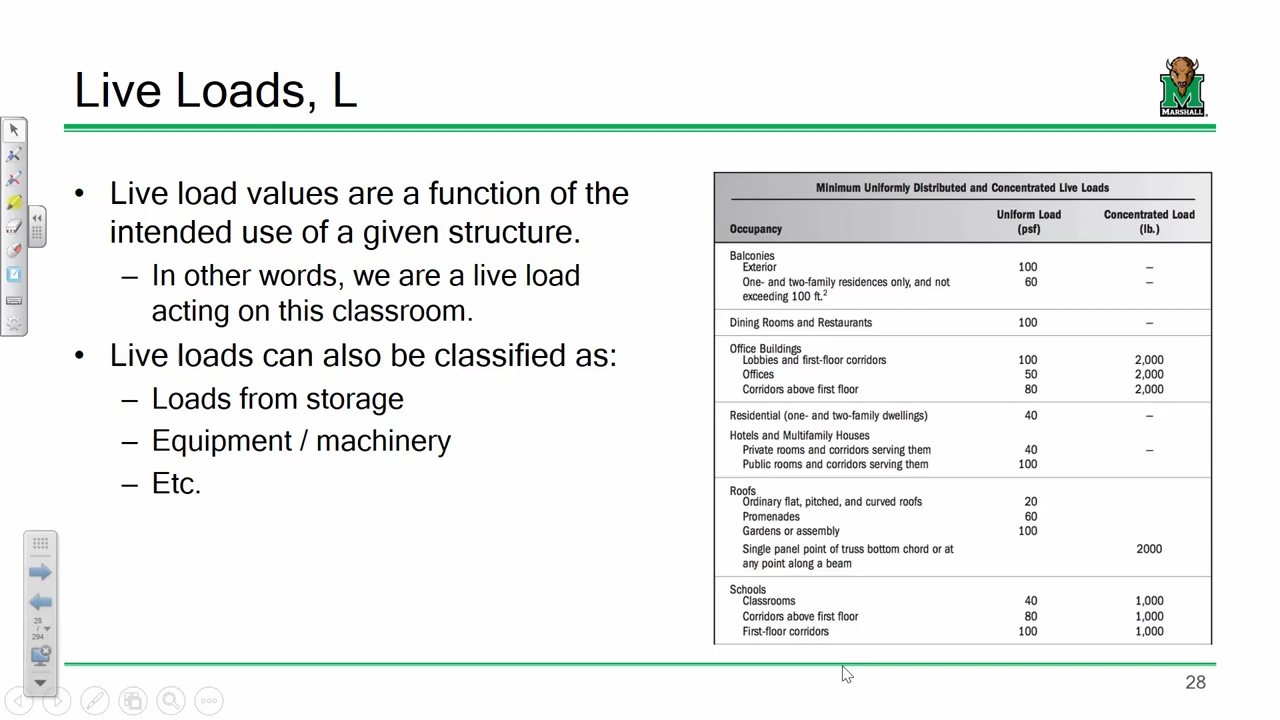 Live Loads, L
MARSHALL
• Live load values are a function of the
intended use of a given structure.
– In other words, we are a live load
acting on this classroom.
• Live loads can also be classified as:
– Loads from storage
– Equipment / machinery
– Etc.
Minimum Uniformly Distributed and Concentrated Live Loads
Uniform Load Concentrated Load
Occupancy (psf) (lb.)
Balconies
Exterior 100 –
One- and two-family residences only, and not 60 –
exceeding 100 ft.²
Dining Rooms and Restaurants 100 –
Office Buildings
Lobbies and first-floor corridors 100 2,000
Offices 50 2,000
Corridors above first floor 80 2,000
Residential (one- and two-family dwellings) 40 –
Hotels and Multifamily Houses
Private rooms and corridors serving them 40 –
Public rooms and corridors serving them 100
Roofs
Ordinary flat, pitched, and curved roofs 20
Promenades 60
Gardens or assembly 100
Single panel point of truss bottom chord or at 2000
any point along a beam
Schools
Classrooms 40 1,000
Corridors above first floor 80 1,000
First-floor corridors 100 1,000
28
/
294
28